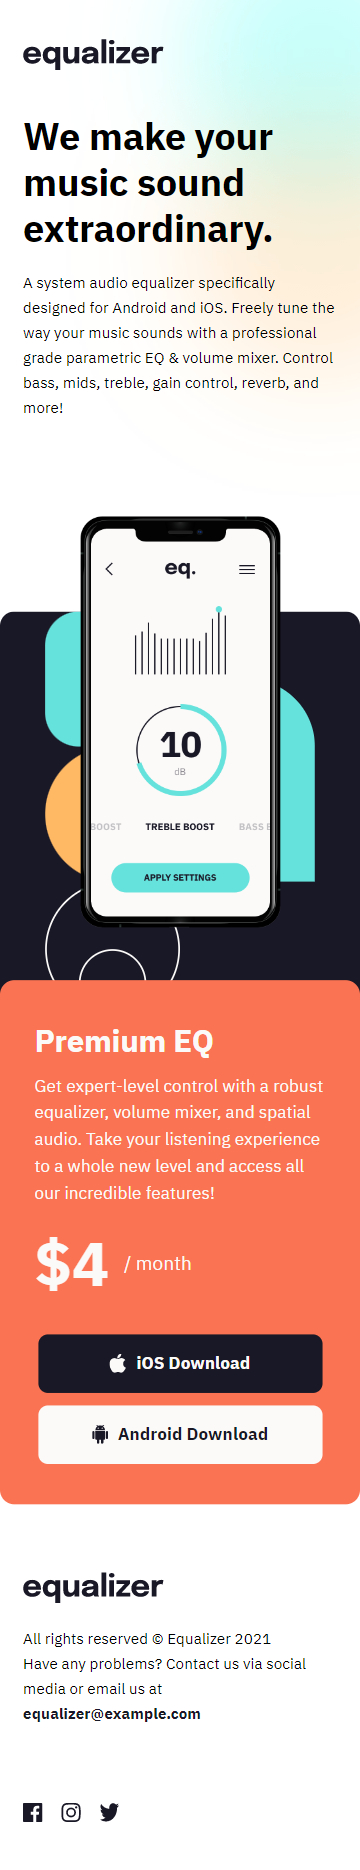 equalizer
We make your
music sound
extraordinary.
A system audio equalizer specifically
designed for Android and iOS. Freely tune the
way your music sounds with a professional
grade parametric EQ & volume mixer. Control
bass, mids, treble, gain control, reverb, and
more!
eq.
10
dB
BOOST TREBLE BOOST BASS
APPLY SETTINGS
Premium EQ
Get expert-level control with a robust
equalizer, volume mixer, and spatial
audio. Take your listening experience
to a whole new level and access all
our incredible features!
$4 / month
iOS Download
Android Download
equalizer
All rights reserved © Equalizer 2021
Have any problems? Contact us via social
media or email us at
equalizer@example.com